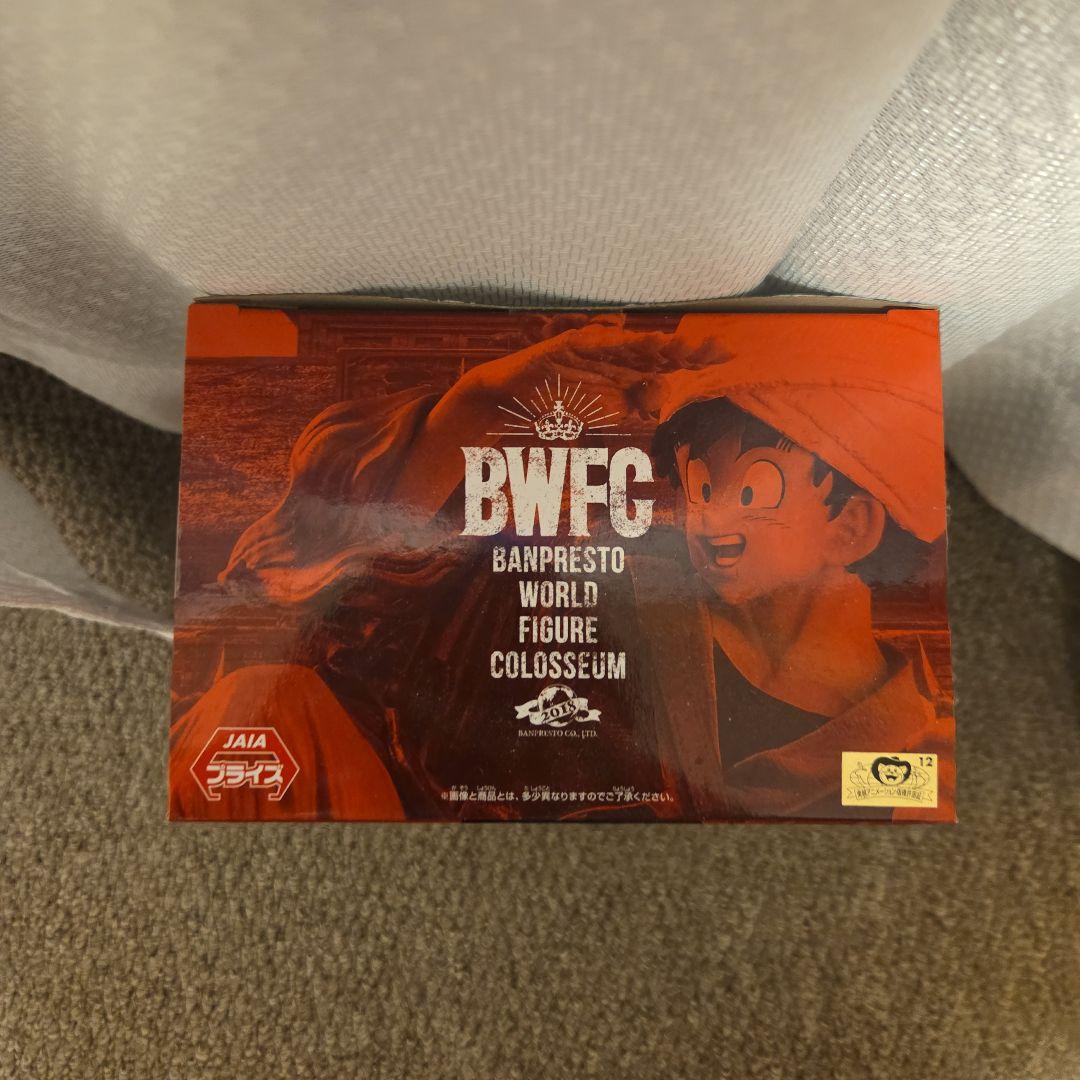 BWFC
BANPRESTO
WORLD
FIGURE
COLOSSEUM
2018
BANPRESTO CO., LTD.
JAIA
プライズ
※画像と商品とは、多少異なりますのでご了承ください。
12